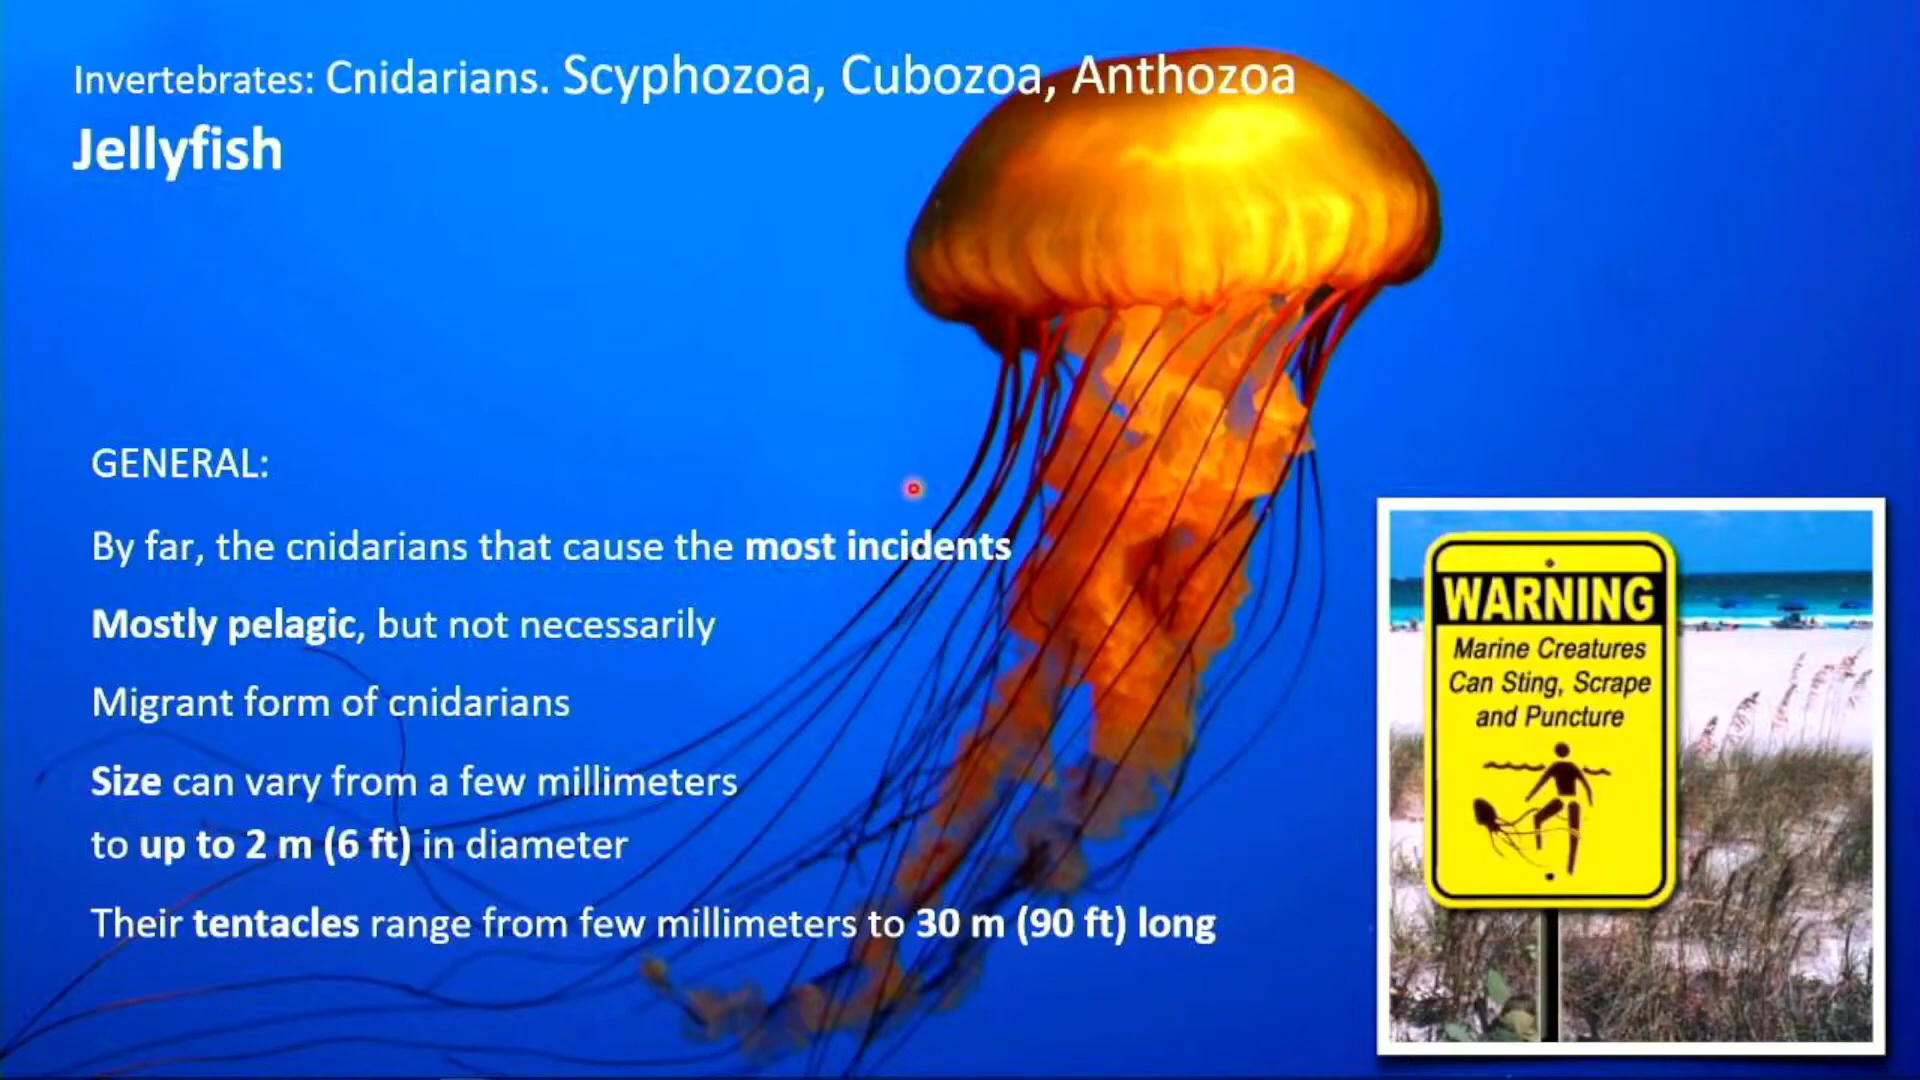 Invertebrates: Cnidarians. Scyphozoa, Cubozoa, Anthozoa
Jellyfish
GENERAL:
By far, the cnidarians that cause the most incidents
Mostly pelagic, but not necessarily
Migrant form of cnidarians
Size can vary from a few millimeters
to up to 2 m (6 ft) in diameter
Their tentacles range from few millimeters to 30 m (90 ft) long
WARNING
Marine Creatures
Can Sting, Scrape
and Puncture